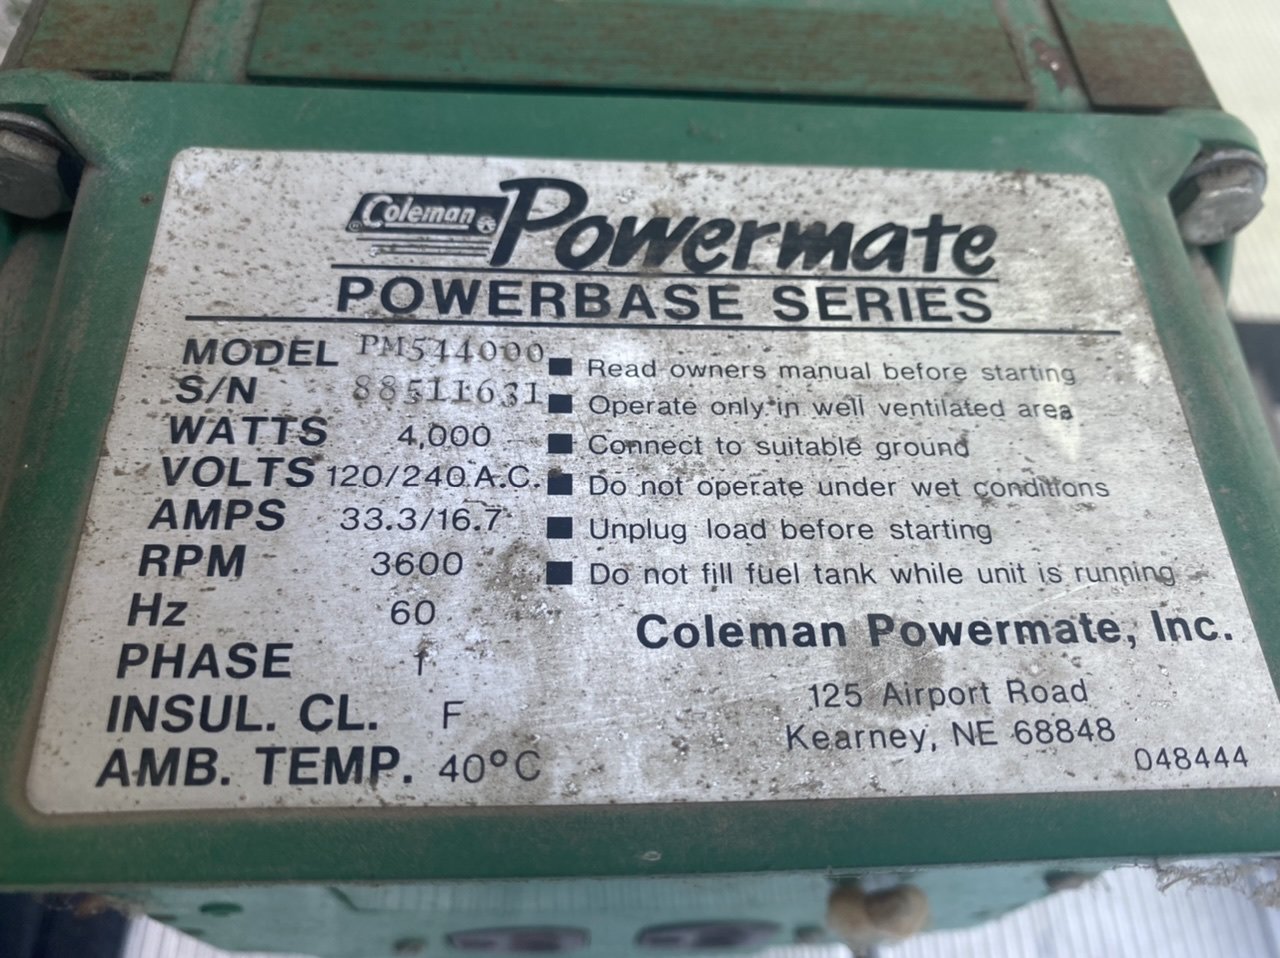 Coleman Powermate
POWERBASE SERIES
MODEL PM544000
S/N 88511631
WATTS 4,000
VOLTS 120/240 A.C.
AMPS 33.3/16.7
RPM 3600
Hz 60
PHASE 1
INSUL. CL. F
AMB. TEMP. 40°C
■ Read owners manual before starting
■ Operate only in well ventilated area
■ Connect to suitable ground
■ Do not operate under wet conditions
■ Unplug load before starting
■ Do not fill fuel tank while unit is running
Coleman Powermate, Inc.
125 Airport Road
Kearney, NE 68848
048444